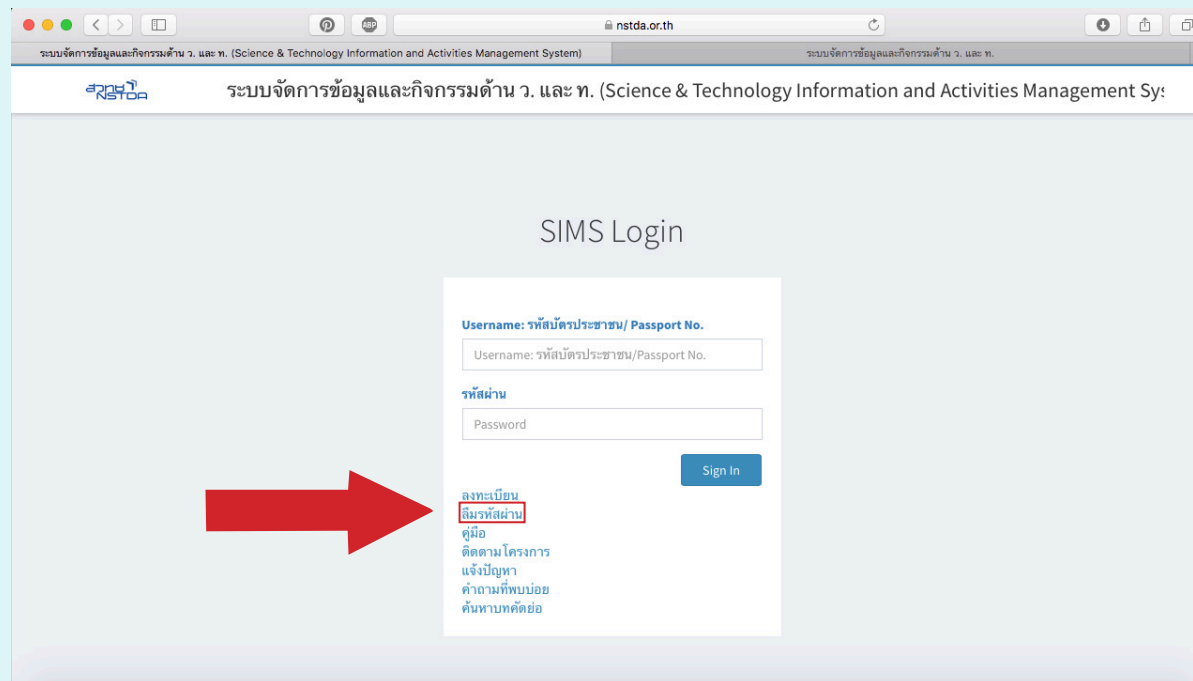 nstda.or.th
ระบบจัดการข้อมูลและกิจกรรมด้าน ว. และ ท. (Science & Technology Information and Activities Management System)
ระบบจัดการข้อมูลและกิจกรรมด้าน ว. และ ท.
สวทช
NSTDA
ระบบจัดการข้อมูลและกิจกรรมด้าน ว. และ ท. (Science & Technology Information and Activities Management Sys
SIMS Login
Username: รหัสบัตรประชาชน/ Passport No.
Username: รหัสบัตรประชาชน/Passport No.
รหัสผ่าน
Password
Sign In
ลงทะเบียน
ลืมรหัสผ่าน
คู่มือ
ติดตามโครงการ
แจ้งปัญหา
คำถามที่พบบ่อย
ค้นหาบทคัดย่อ
ABP